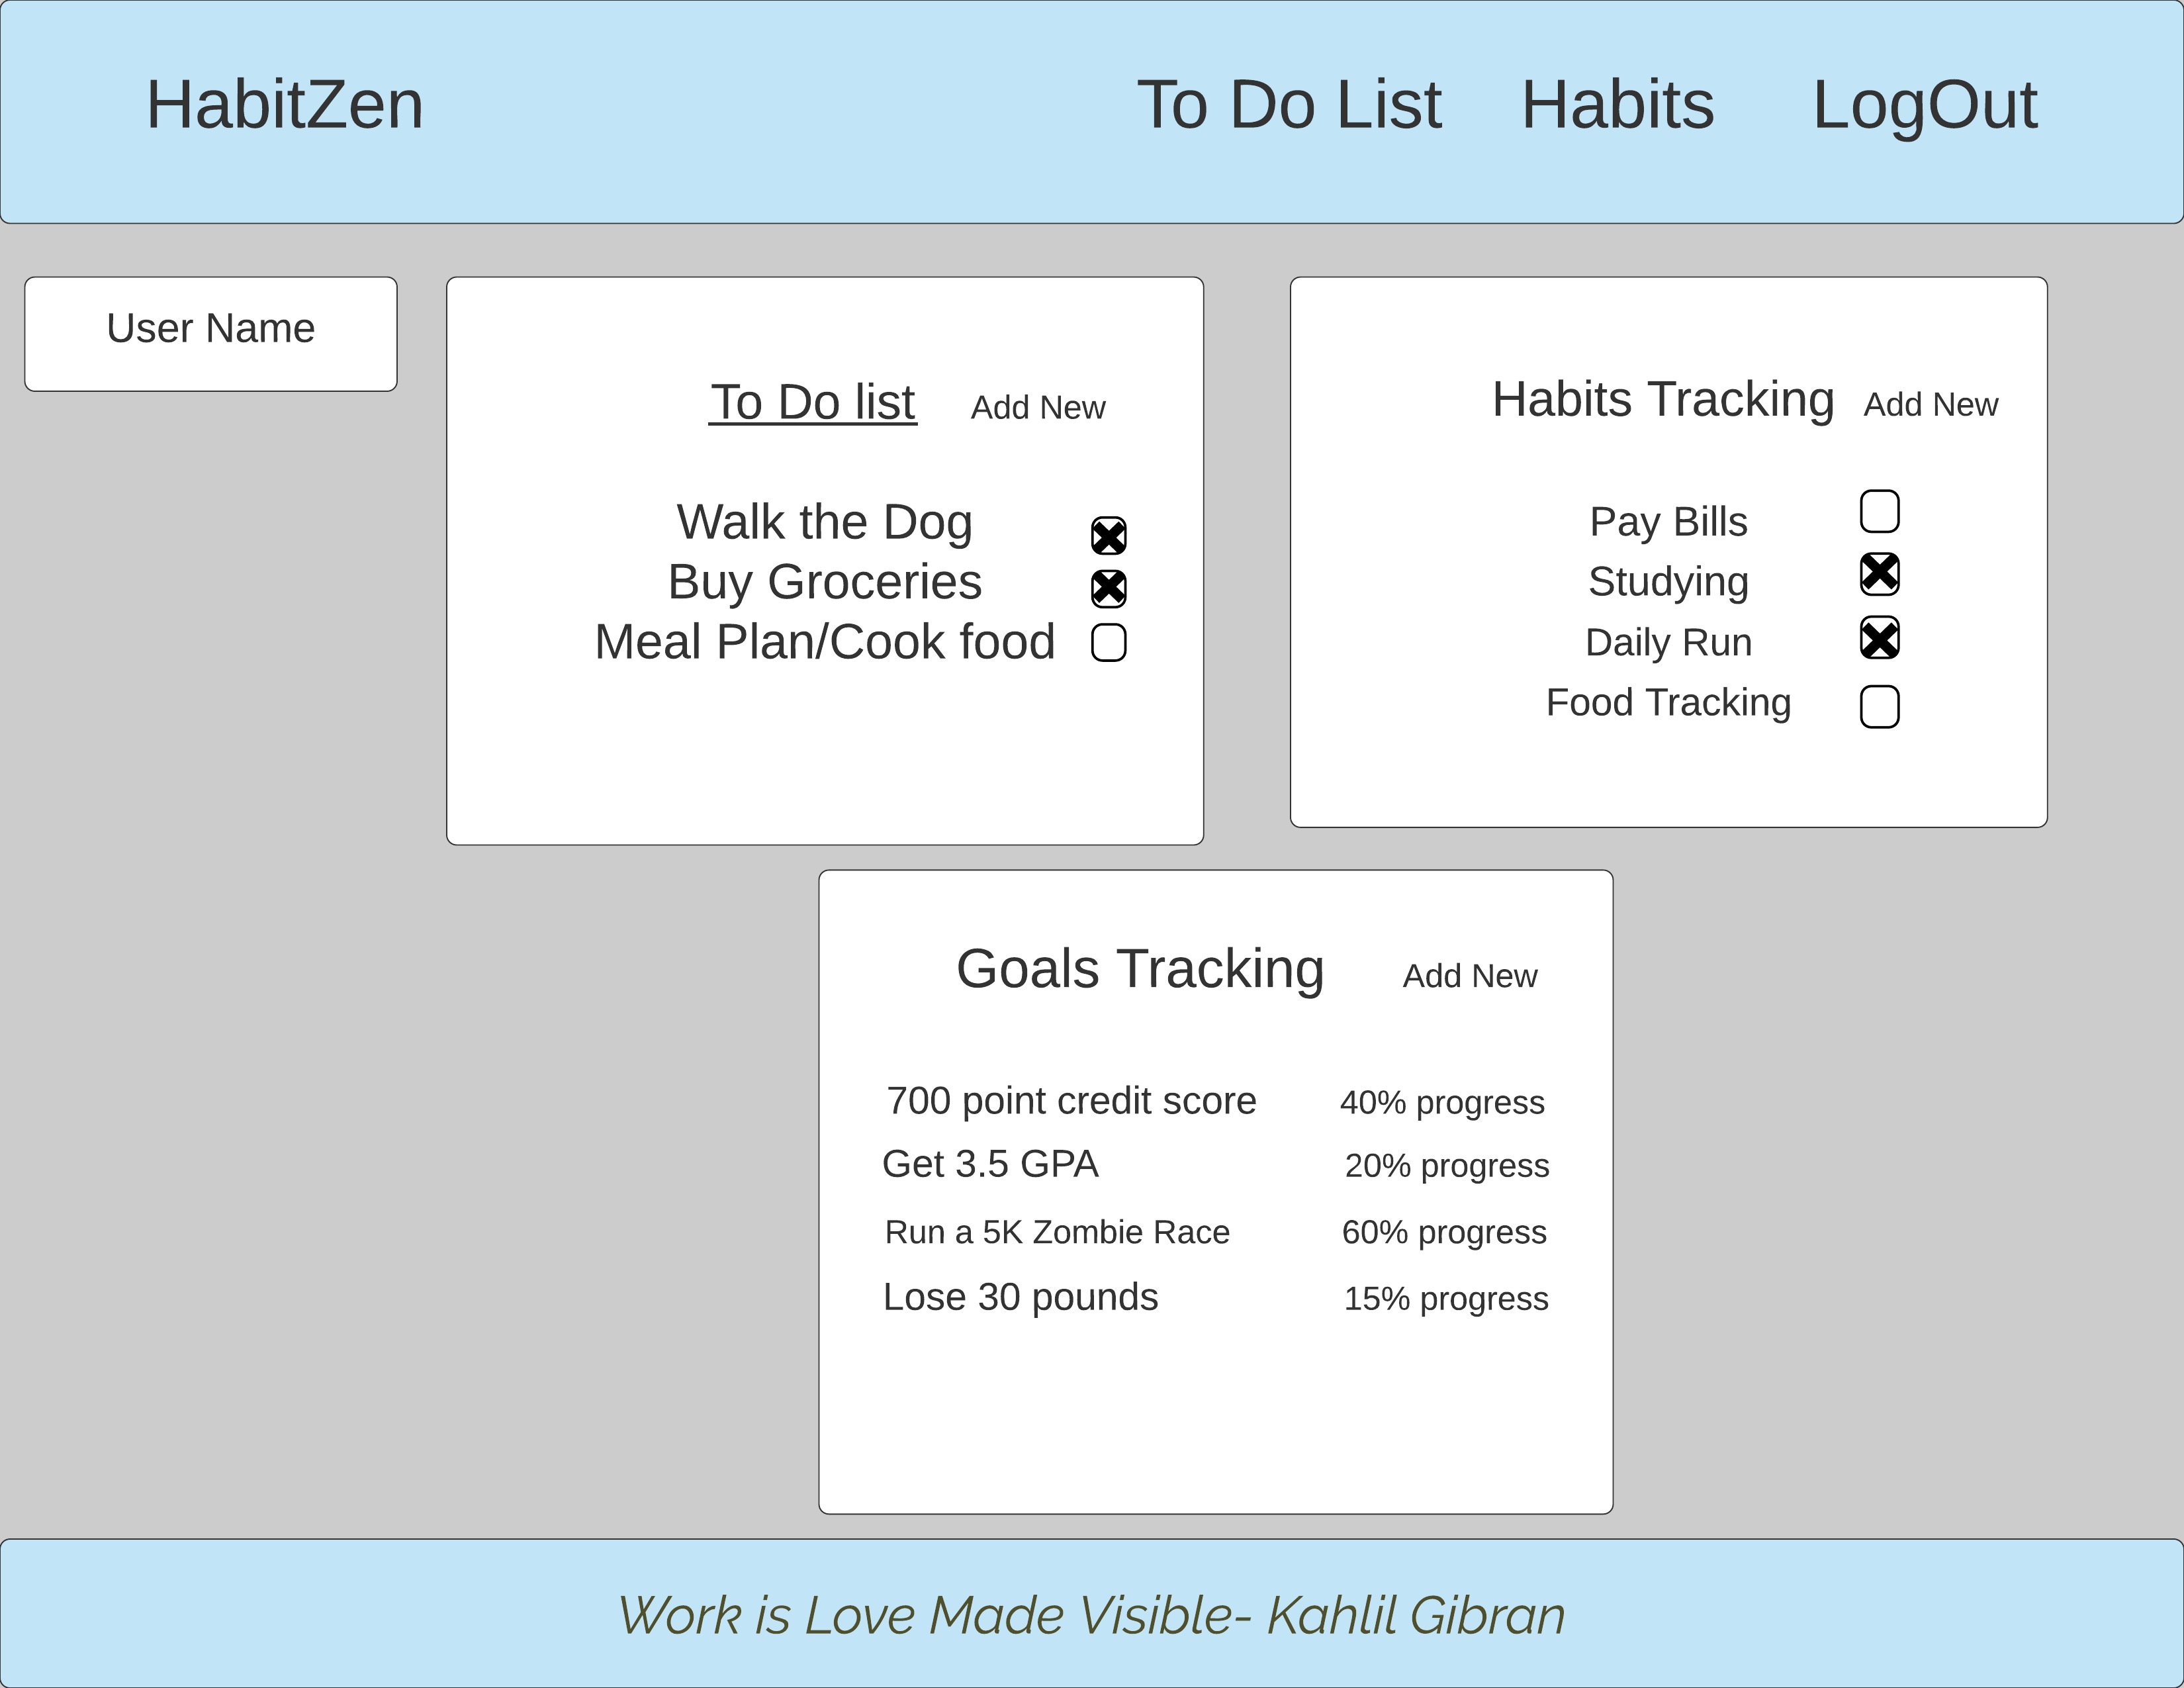 HabitZen
To Do List Habits LogOut
User Name
To Do list Add New
Walk the Dog
Buy Groceries
Meal Plan/Cook food
Habits Tracking Add New
Pay Bills
Studying
Daily Run
Food Tracking
Goals Tracking Add New
700 point credit score 40% progress
Get 3.5 GPA 20% progress
Run a 5K Zombie Race 60% progress
Lose 30 pounds 15% progress
Work is Love Made Visible- Kahlil Gibran